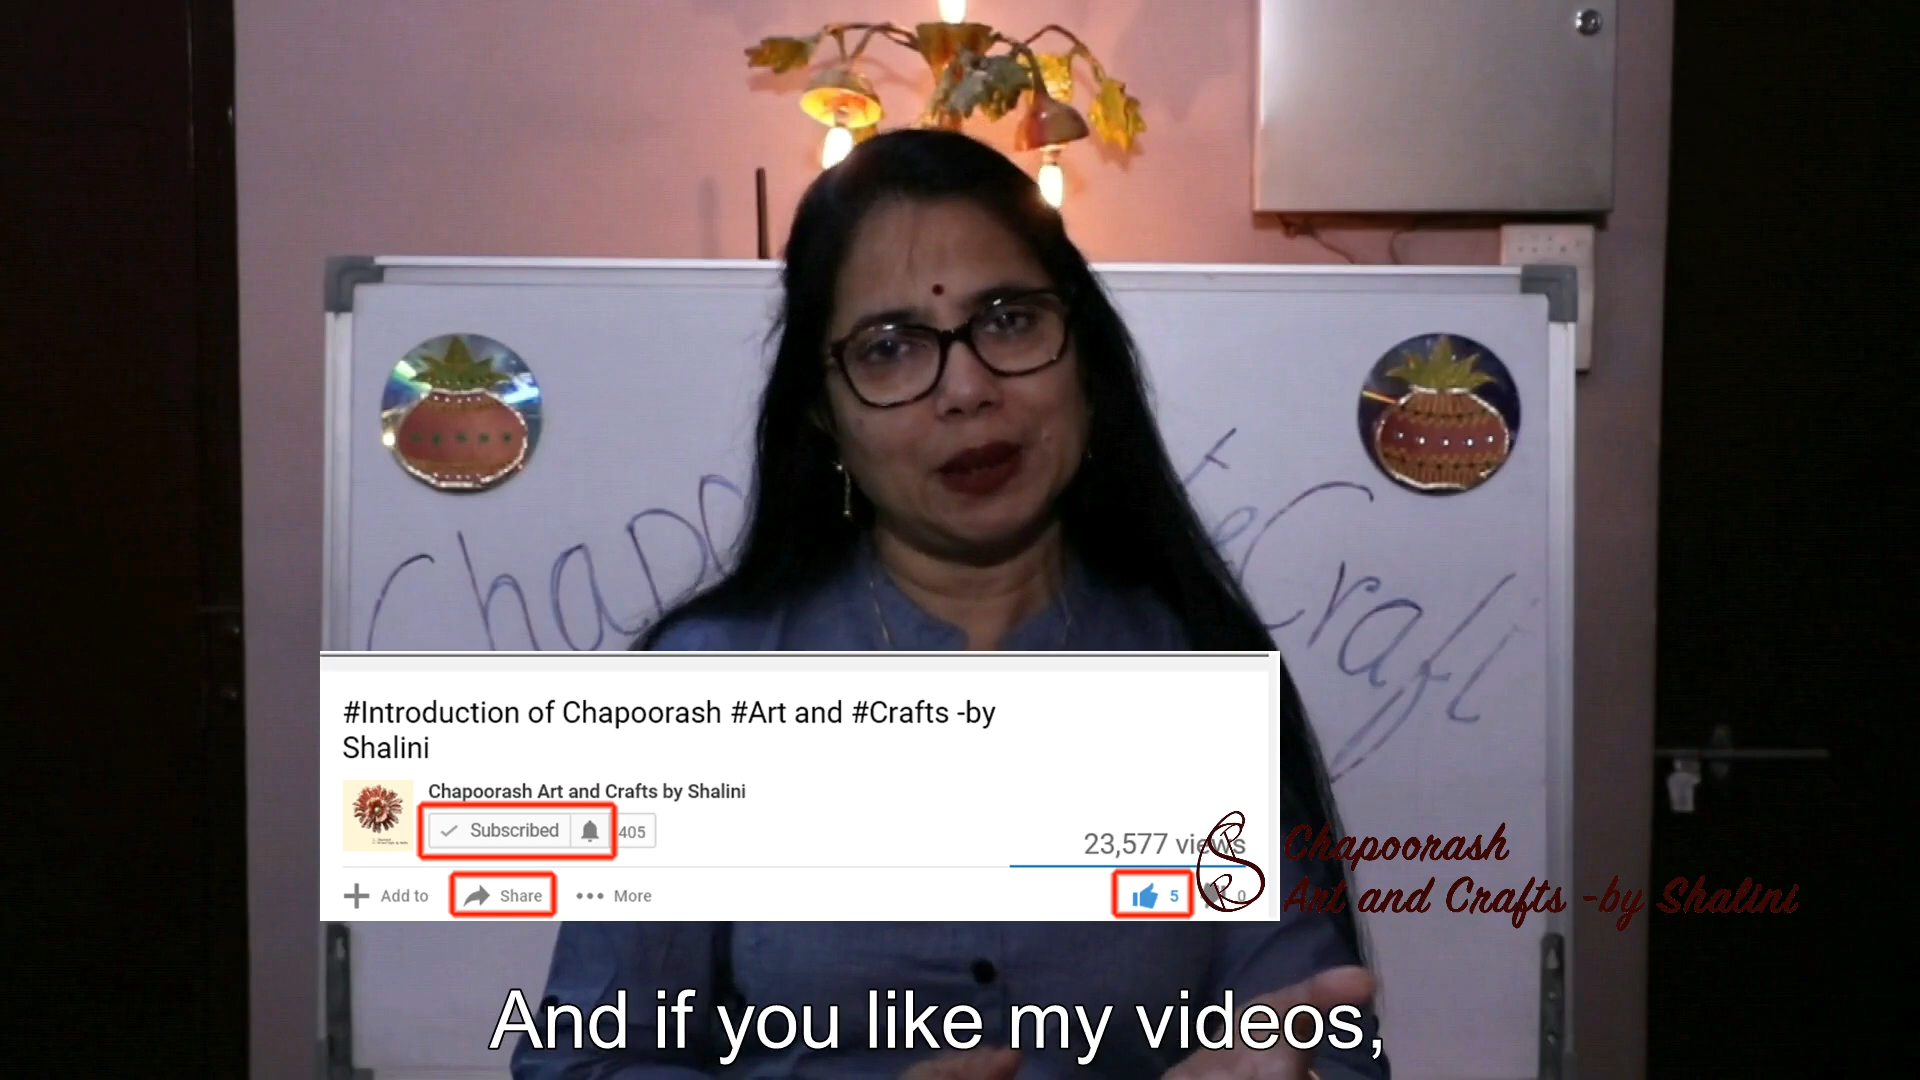 #Introduction of Chapoorash #Art and #Crafts -by
Shalini
Chapoorash Art and Crafts by Shalini
Subscribed 405
23,577 views
Add to Share More 5 0
Chapoorash
Art and Crafts -by Shalini
And if you like my videos,